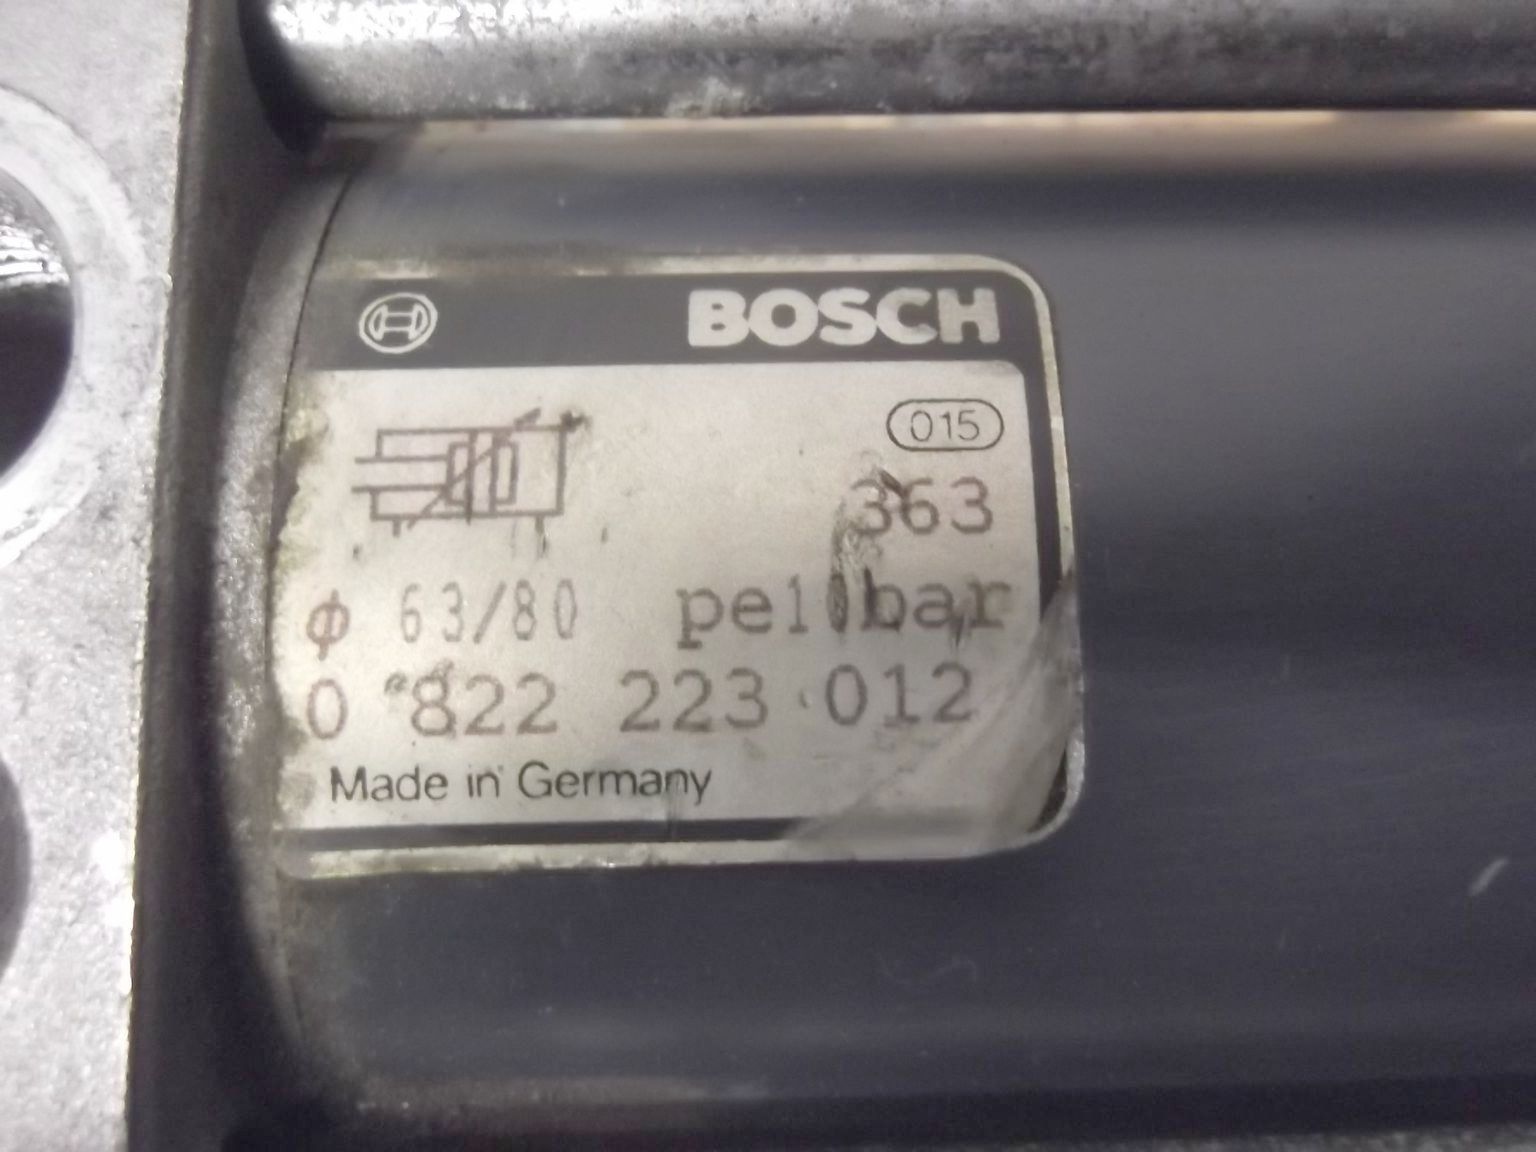 BOSCH
015
363
ϕ 63/80 pe10bar
0 822 223 012
Made in Germany